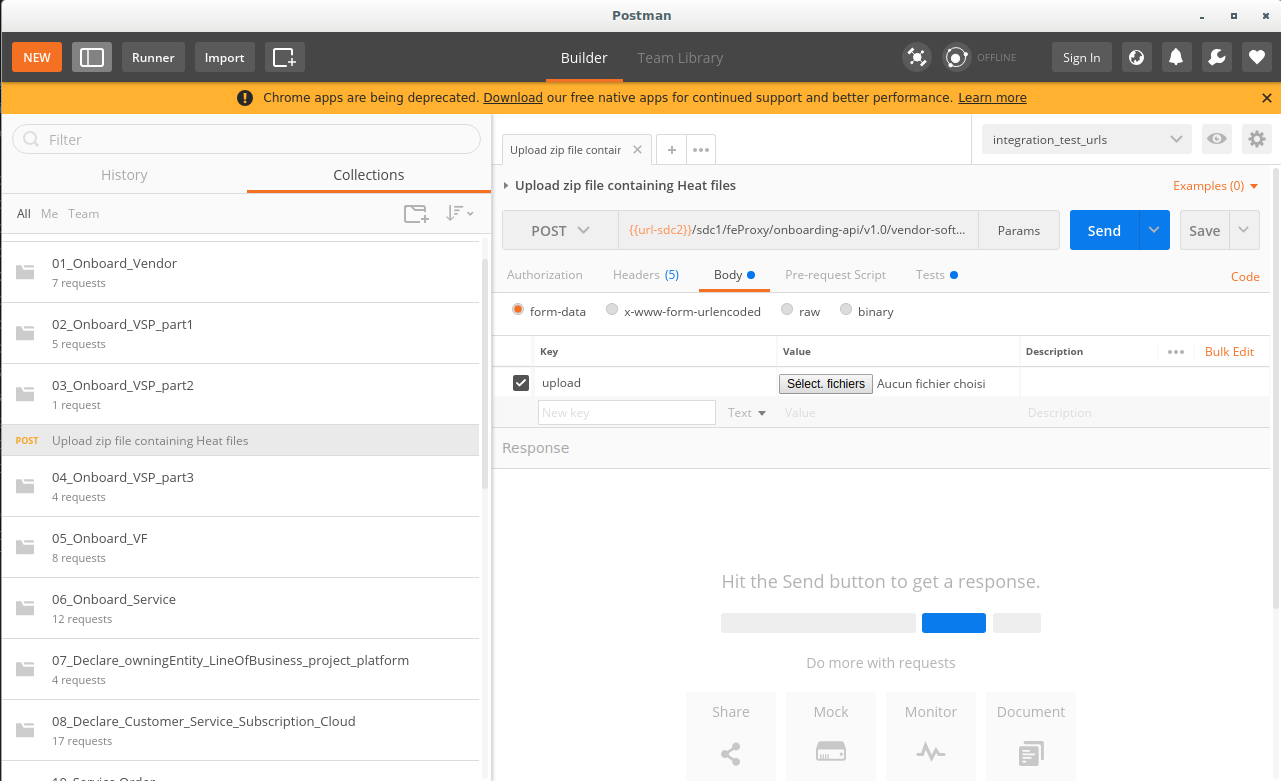 Postman
NEW
Runner
Import
Builder
Team Library
OFFLINE
Sign In
Chrome apps are being deprecated. Download our free native apps for continued support and better performance. Learn more
Filter
History
Collections
All
Me
Team
01_Onboard_Vendor
7 requests
02_Onboard_VSP_part1
5 requests
03_Onboard_VSP_part2
1 request
POST Upload zip file containing Heat files
04_Onboard_VSP_part3
4 requests
05_Onboard_VF
8 requests
06_Onboard_Service
12 requests
07_Declare_owningEntity_LineOfBusiness_project_platform
4 requests
08_Declare_Customer_Service_Subscription_Cloud
17 requests
10_Service_Order
Upload zip file contair
integration_test_urls
Upload zip file containing Heat files
Examples (0)
POST
{{url-sdc2}}/sdc1/feProxy/onboarding-api/v1.0/vendor-soft...
Params
Send
Save
Authorization
Headers (5)
Body
Pre-request Script
Tests
Code
form-data
x-www-form-urlencoded
raw
binary
Key
Value
Description
Bulk Edit
upload
Sélect. fichiers
Aucun fichier choisi
New key
Text
Value
Description
Response
Hit the Send button to get a response.
Do more with requests
Share
Mock
Monitor
Document